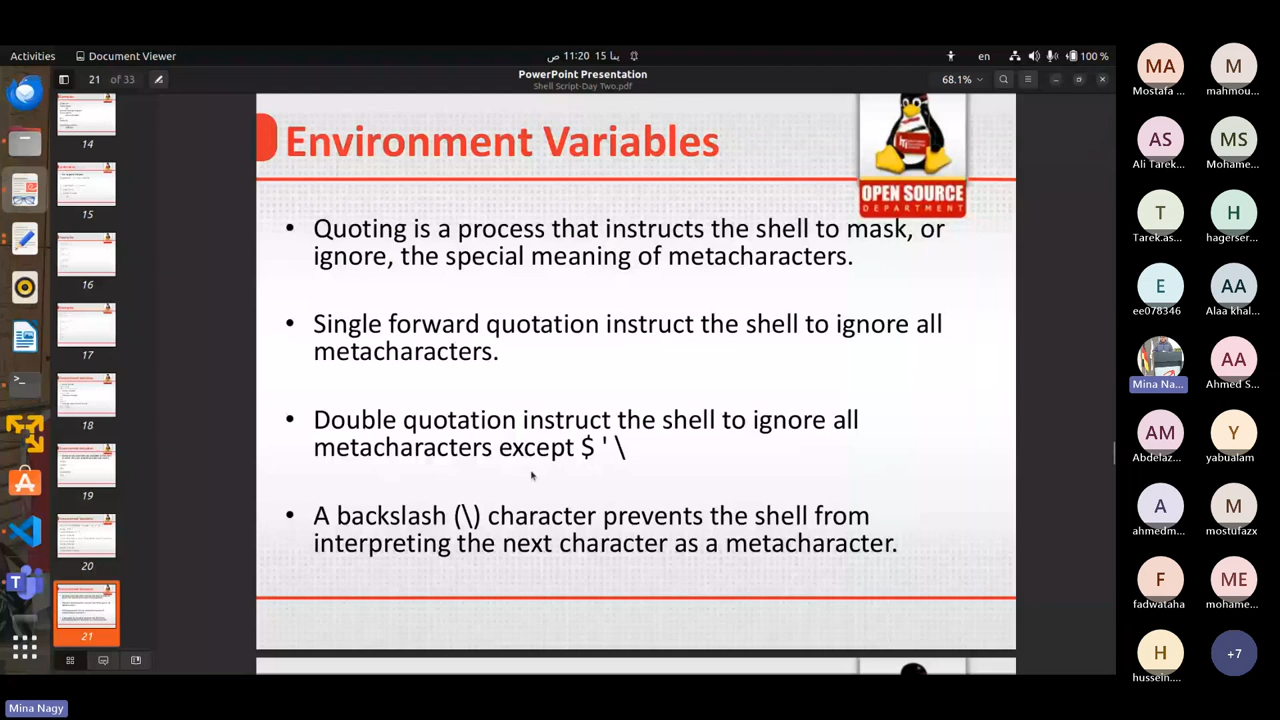 Activities
Document Viewer
ينا 15 11:20 ص
en
100 %
21 of 33
PowerPoint Presentation
Shell Script-Day Two.pdf
68.1%
14
15
16
17
18
19
20
21
Environment Variables
OPEN SOURCE
DEPARTMENT
• Quoting is a process that instructs the shell to mask, or
ignore, the special meaning of metacharacters.
• Single forward quotation instruct the shell to ignore all
metacharacters.
• Double quotation instruct the shell to ignore all
metacharacters except $ ' \
• A backslash (\) character prevents the shell from
interpreting the next character as a metacharacter.
MA
Mostafa ...
M
mahmou...
AS
Ali Tarek...
MS
Mohame...
T
Tarek.as...
H
hagerser...
E
ee078346
AA
Alaa khal...
Mina Na...
AA
Ahmed S...
AM
Abdelaz...
Y
yabualam
A
ahmedm...
M
mostufazx
F
fadwataha
ME
mohame...
H
hussein....
+7
Mina Nagy